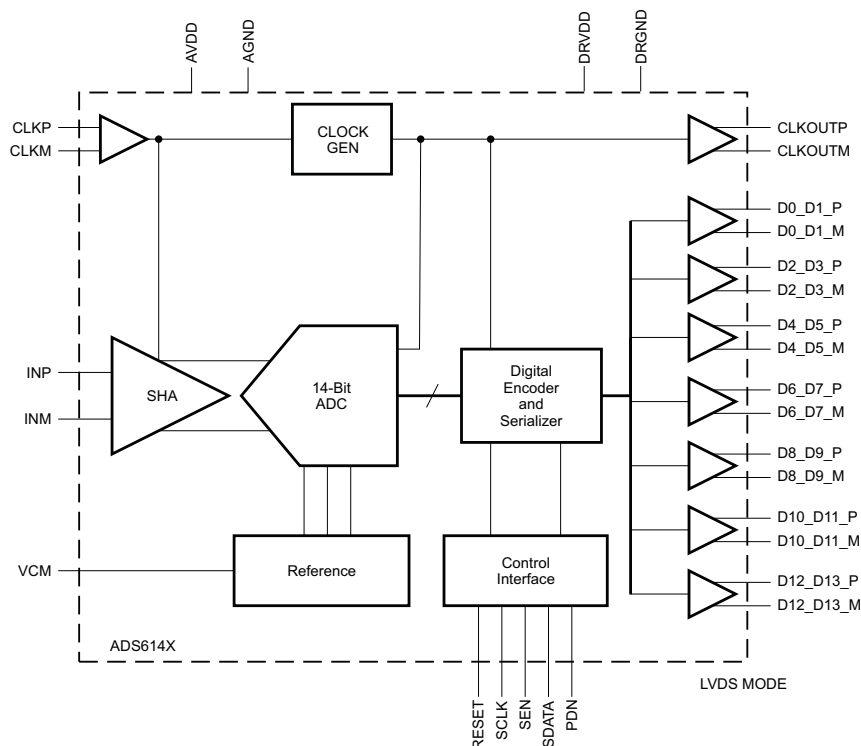 AVDD
AGND
DRVDD
DRGND
CLKP
CLKM
CLOCK
GEN
CLKOUTP
CLKOUTM
D0_D1_P
D0_D1_M
D2_D3_P
D2_D3_M
D4_D5_P
D4_D5_M
INP
INM
SHA
14-Bit
ADC
Digital
Encoder
and
Serializer
D6_D7_P
D6_D7_M
D8_D9_P
D8_D9_M
D10_D11_P
D10_D11_M
VCM
Reference
Control
Interface
D12_D13_P
D12_D13_M
ADS614X
LVDS MODE
RESET
SCLK
SEN
SDATA
PDN